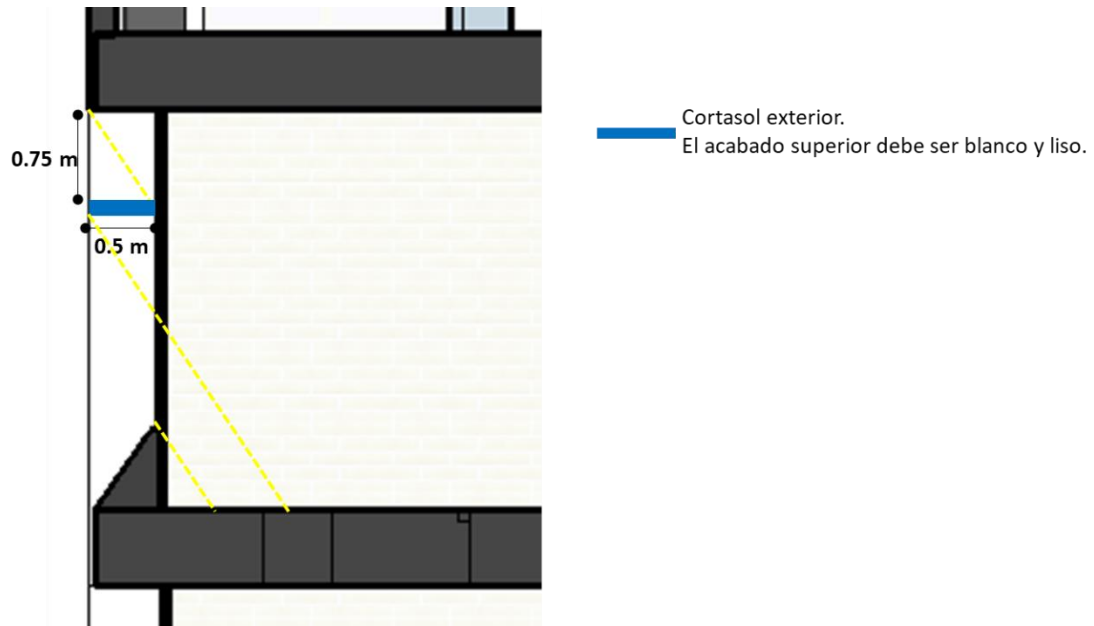 Cortasol exterior.
El acabado superior debe ser blanco y liso.
0.75 m
0.5 m